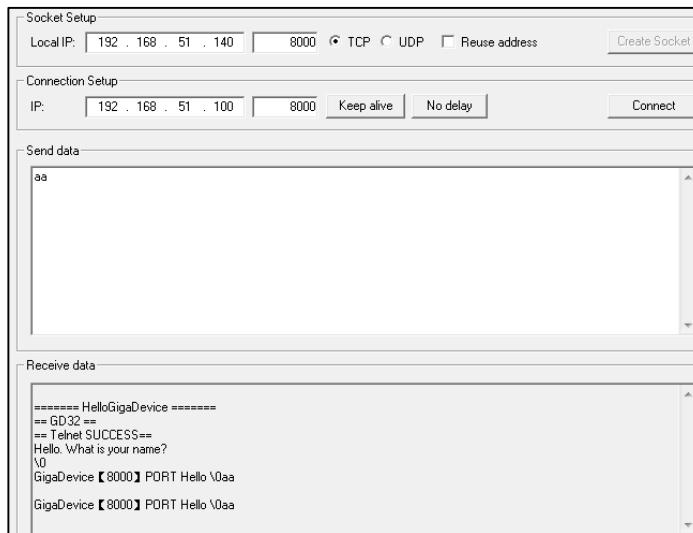 Socket Setup
Local IP: 192 . 168 . 51 . 140 8000 TCP UDP Reuse address Create Socket
Connection Setup
IP: 192 . 168 . 51 . 100 8000 Keep alive No delay Connect
Send data
aa
Receive data
======= HelloGigaDevice =======
== GD32 ==
== Telnet SUCCESS==
Hello. What is your name?
\0
GigaDevice【8000】PORT Hello \0aa
GigaDevice【8000】PORT Hello \0aa